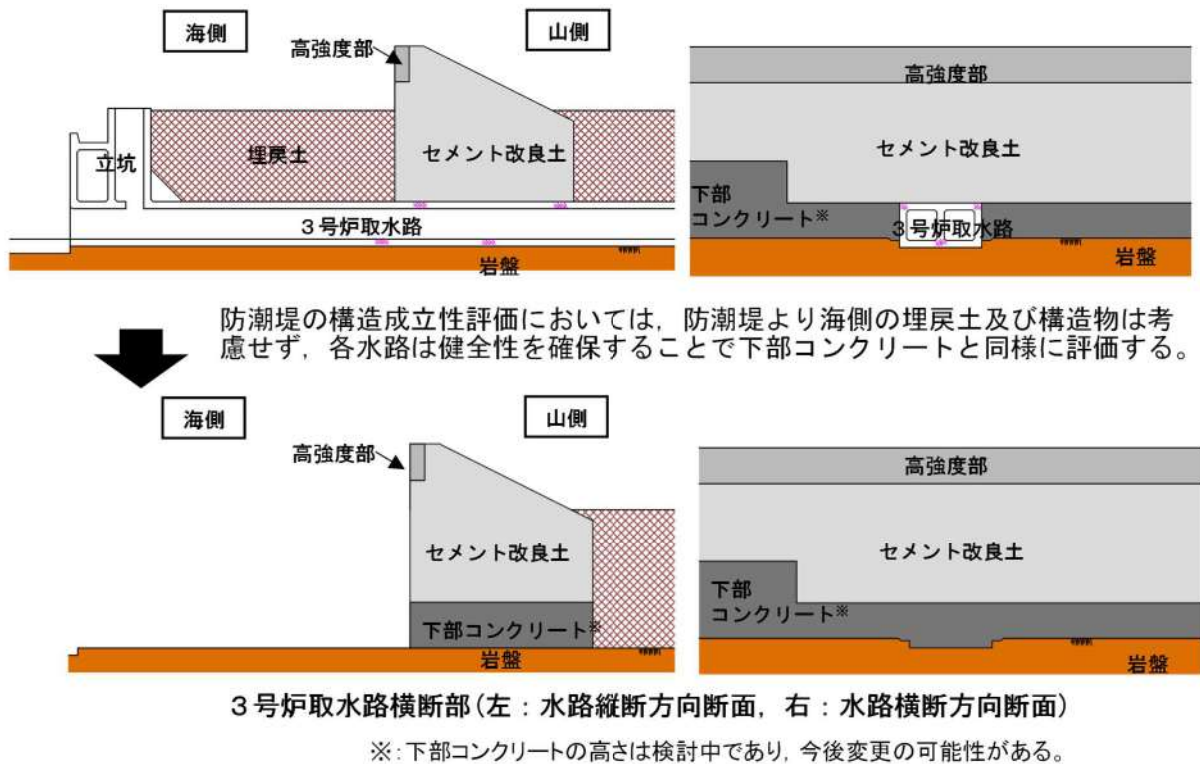 海側
山側
高強度部
立坑
埋戻土
セメント改良土
3号炉取水路
岩盤
高強度部
セメント改良土
下部
コンクリート※
3号炉取水路
岩盤
防潮堤の構造成立性評価においては，防潮堤より海側の埋戻土及び構造物は考
慮せず，各水路は健全性を確保することで下部コンクリートと同様に評価する。
海側
山側
高強度部
セメント改良土
下部コンクリート※
岩盤
高強度部
セメント改良土
下部
コンクリート※
岩盤
3号炉取水路横断部(左：水路縦断方向断面，右：水路横断方向断面)
※:下部コンクリートの高さは検討中であり，今後変更の可能性がある。